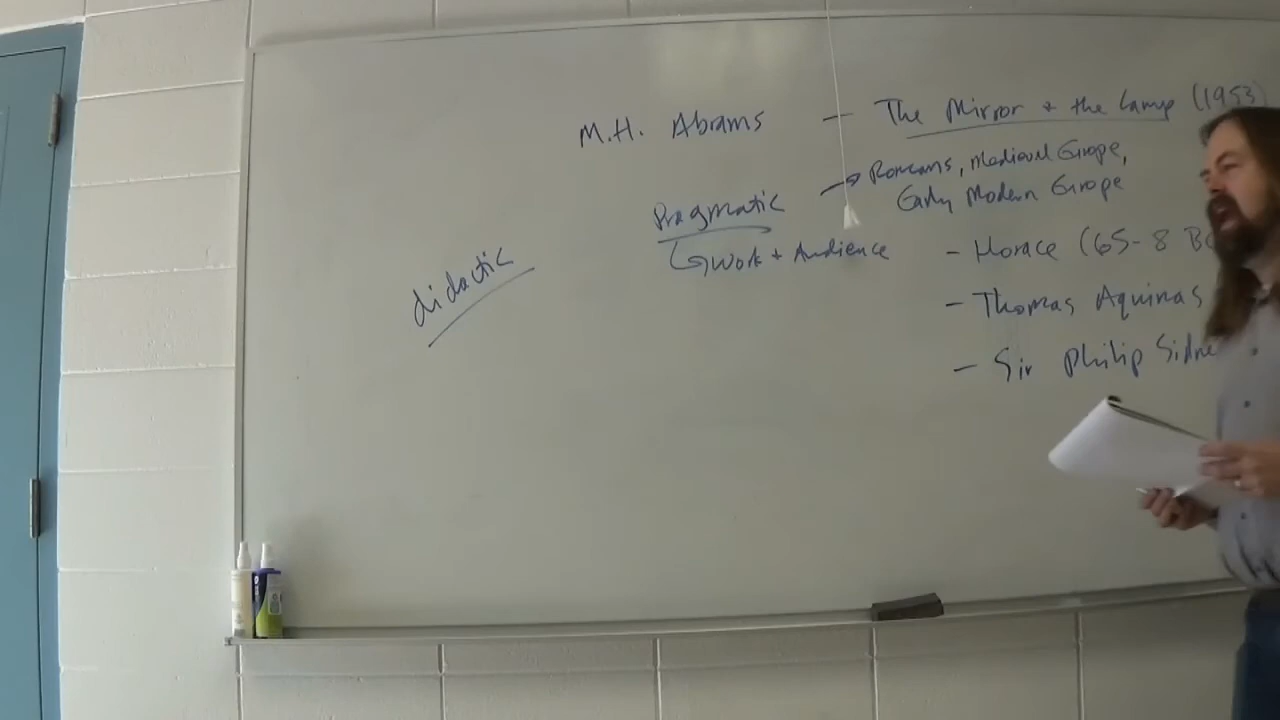 M.H. Abrams — The Mirror + the Lamp (1953)
Pragmatic → Romans, Medieval Europe,
Early Modern Europe
↳ Work + Audience
- Horace (65-8 BC
- Thomas Aquinas
- Sir Philip Sidne
didactic